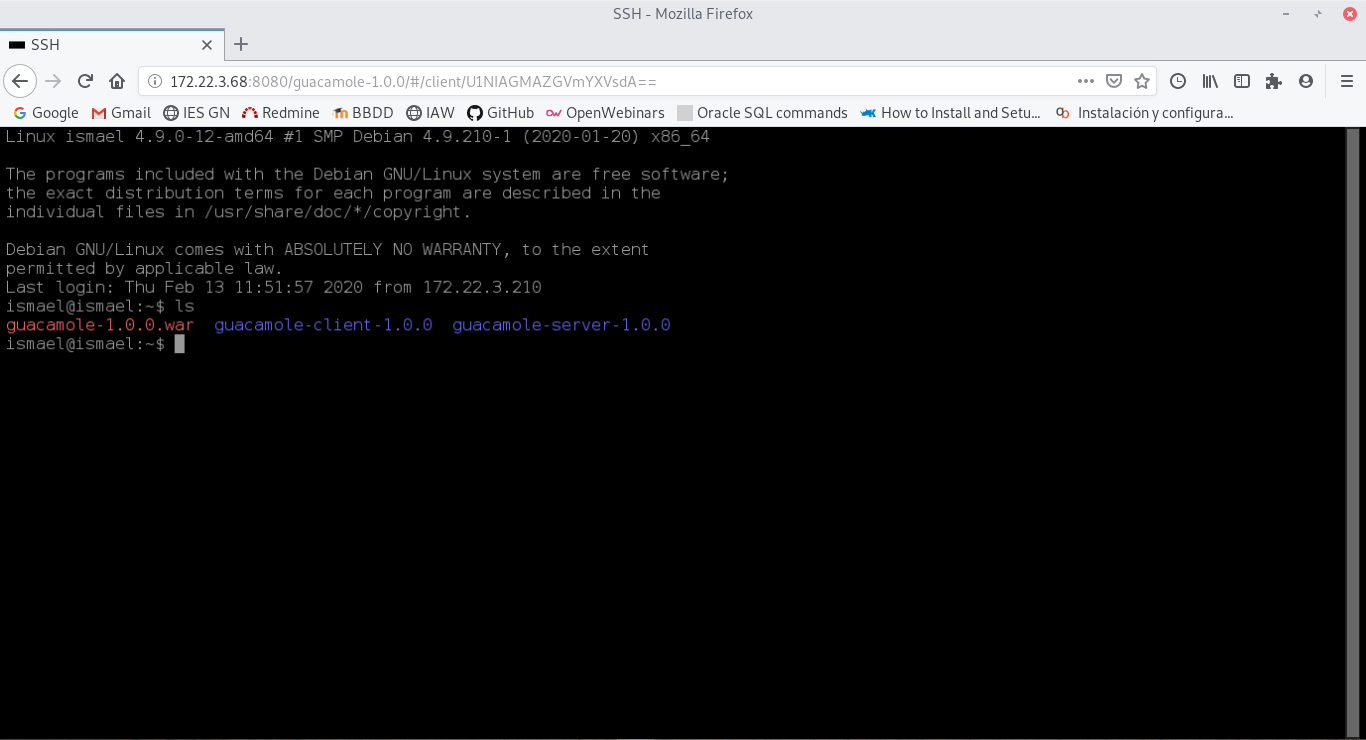 SSH - Mozilla Firefox
SSH
172.22.3.68:8080/guacamole-1.0.0/#/client/U1NIAGMAZGVmYXVsdA==
Google Gmail IES GN Redmine BBDD IAW GitHub OpenWebinars Oracle SQL commands How to Install and Setu... Instalación y configura...
Linux ismael 4.9.0-12-amd64 #1 SMP Debian 4.9.210-1 (2020-01-20) x86_64
The programs included with the Debian GNU/Linux system are free software;
the exact distribution terms for each program are described in the
individual files in /usr/share/doc/*/copyright.
Debian GNU/Linux comes with ABSOLUTELY NO WARRANTY, to the extent
permitted by applicable law.
Last login: Thu Feb 13 11:51:57 2020 from 172.22.3.210
ismael@ismael:~$ ls
guacamole-1.0.0.war guacamole-client-1.0.0 guacamole-server-1.0.0
ismael@ismael:~$